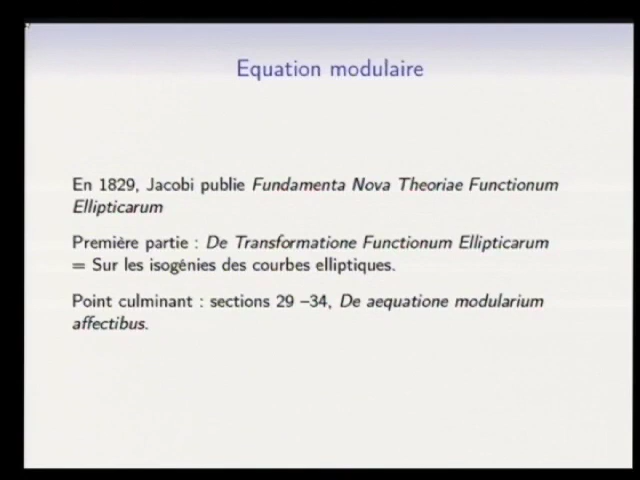 Equation modulaire
En 1829, Jacobi publie Fundamenta Nova Theoriae Functionum
Ellipticarum
Première partie : De Transformatione Functionum Ellipticarum
= Sur les isogénies des courbes elliptiques.
Point culminant : sections 29 –34, De aequatione modularium
affectibus.